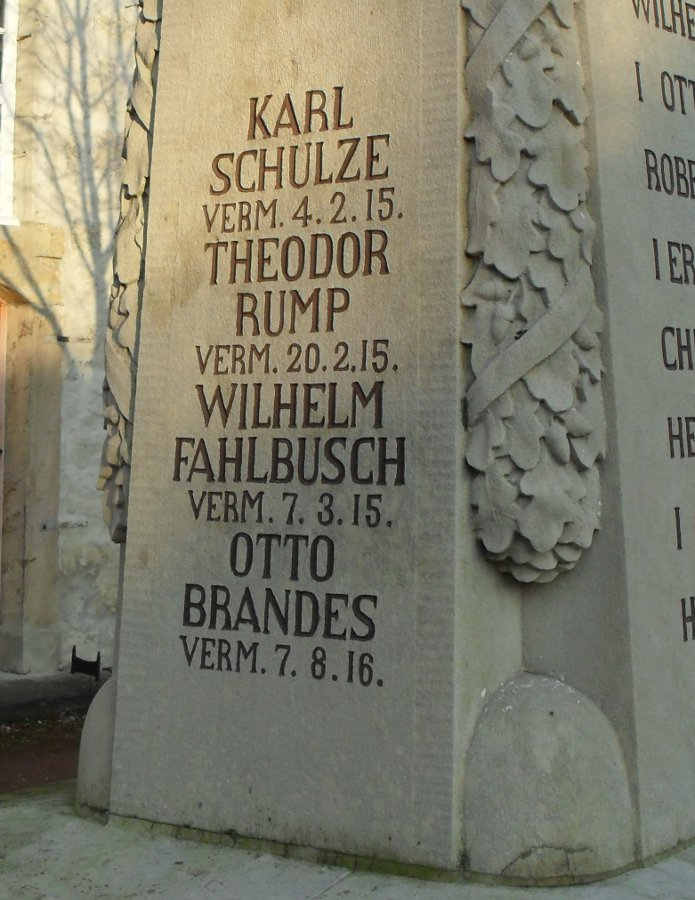 KARL
SCHULZE
VERM. 4. 2. 15.
THEODOR
RUMP
VERM. 20. 2. 15.
WILHELM
FAHLBUSCH
VERM. 7. 3. 15.
OTTO
BRANDES
VERM. 7. 8. 16.